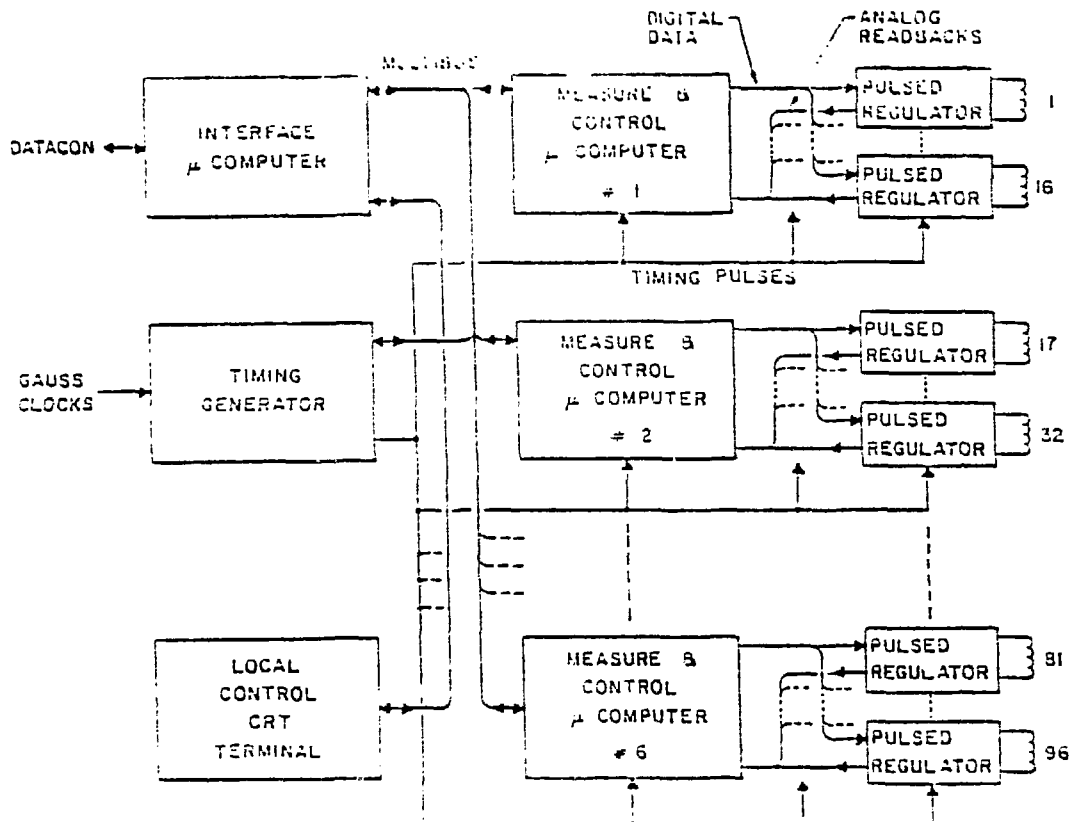 DIGITAL
DATA
ANALOG
READBACKS
MULTIBUS
DATACON
INTERFACE
μ COMPUTER
MEASURE &
CONTROL
μ COMPUTER
# 1
PULSED
REGULATOR
1
PULSED
REGULATOR
16
TIMING PULSES
GAUSS
CLOCKS
TIMING
GENERATOR
MEASURE &
CONTROL
μ COMPUTER
# 2
PULSED
REGULATOR
17
PULSED
REGULATOR
32
LOCAL
CONTROL
CRT
TERMINAL
MEASURE &
CONTROL
μ COMPUTER
# 6
PULSED
REGULATOR
81
PULSED
REGULATOR
96